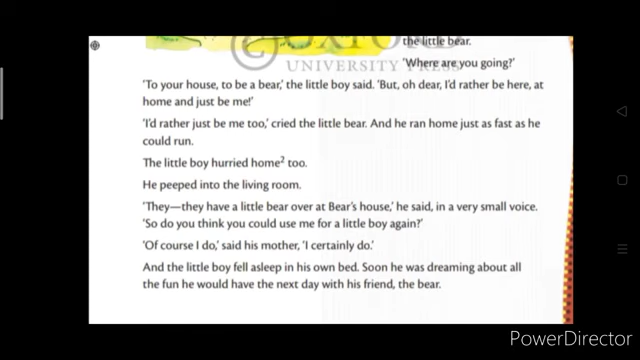 the little bear.
© OXFORD
UNIVERSITY PRESS
'Where are you going?'
'To your house, to be a bear,' the little boy said. 'But, oh dear, I'd rather be here, at
home and just be me!'
'I'd rather just be me too,' cried the little bear. And he ran home just as fast as he
could run.
The little boy hurried home² too.
He peeped into the living room.
'They—they have a little bear over at Bear's house,' he said, in a very small voice.
'So do you think you could use me for a little boy again?'
'Of course I do,' said his mother, 'I certainly do.'
And the little boy fell asleep in his own bed. Soon he was dreaming about all
the fun he would have the next day with his friend, the bear.
PowerDirector